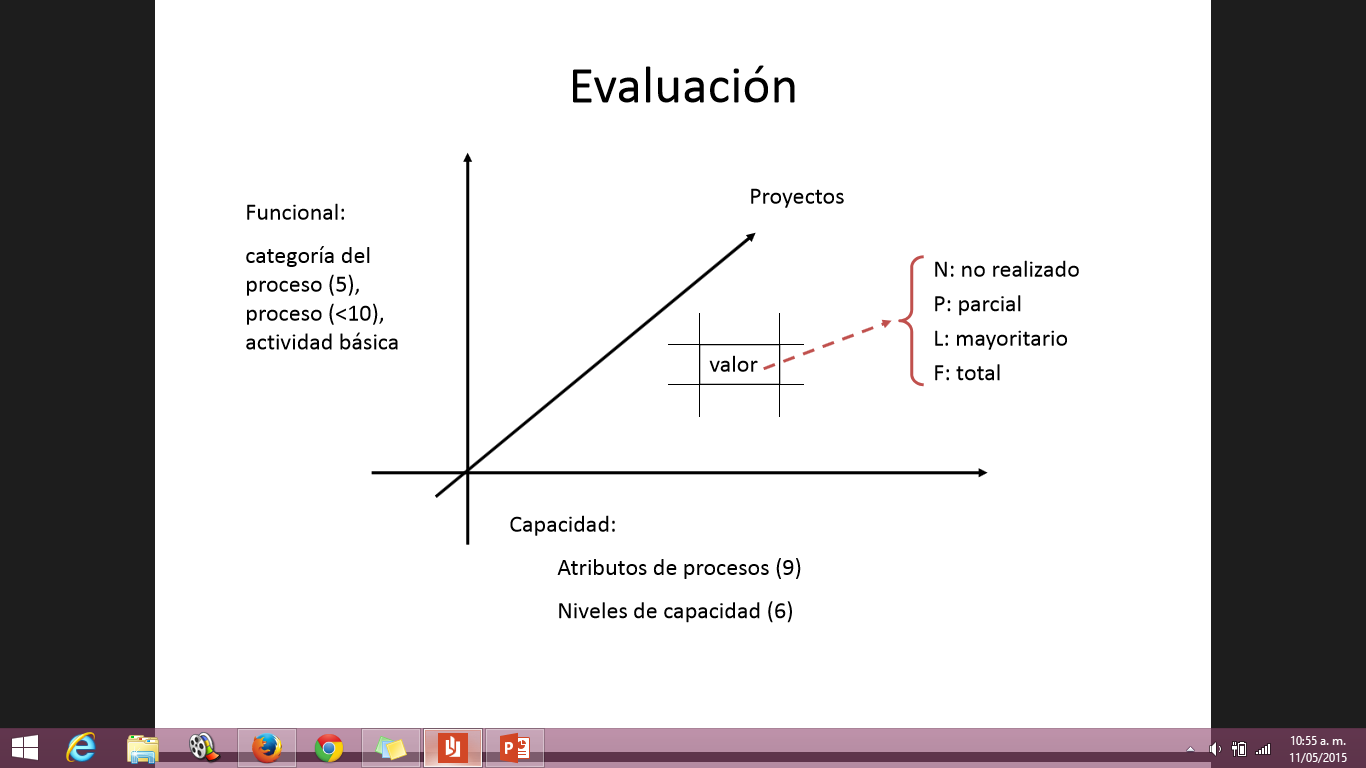 Evaluación
Proyectos
Funcional:
categoría del
proceso (5),
proceso (<10),
actividad básica
N: no realizado
P: parcial
L: mayoritario
F: total
valor
Capacidad:
Atributos de procesos (9)
Niveles de capacidad (6)
10:55 a. m.
11/05/2015